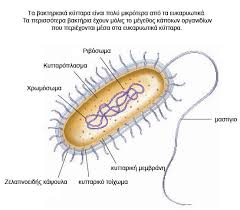 Τα βακτηριακά κύτταρα είναι πολύ μικρότερα από τα ευκαρυωτικά
Τα περισσότερα βακτήρια έχουν μόλις το μέγεθος κάποιων οργανιδίων
που περιέχονται μέσα στα ευκαρυωτικά κύτταρα.
Ριβόσωμα
Κυτταρόπλασμα
Χρωμόσωμα
μαστίγιο
κυτταρική μεμβράνη
κυτταρικό τοίχωμα
Ζελατινοειδής κάψουλα